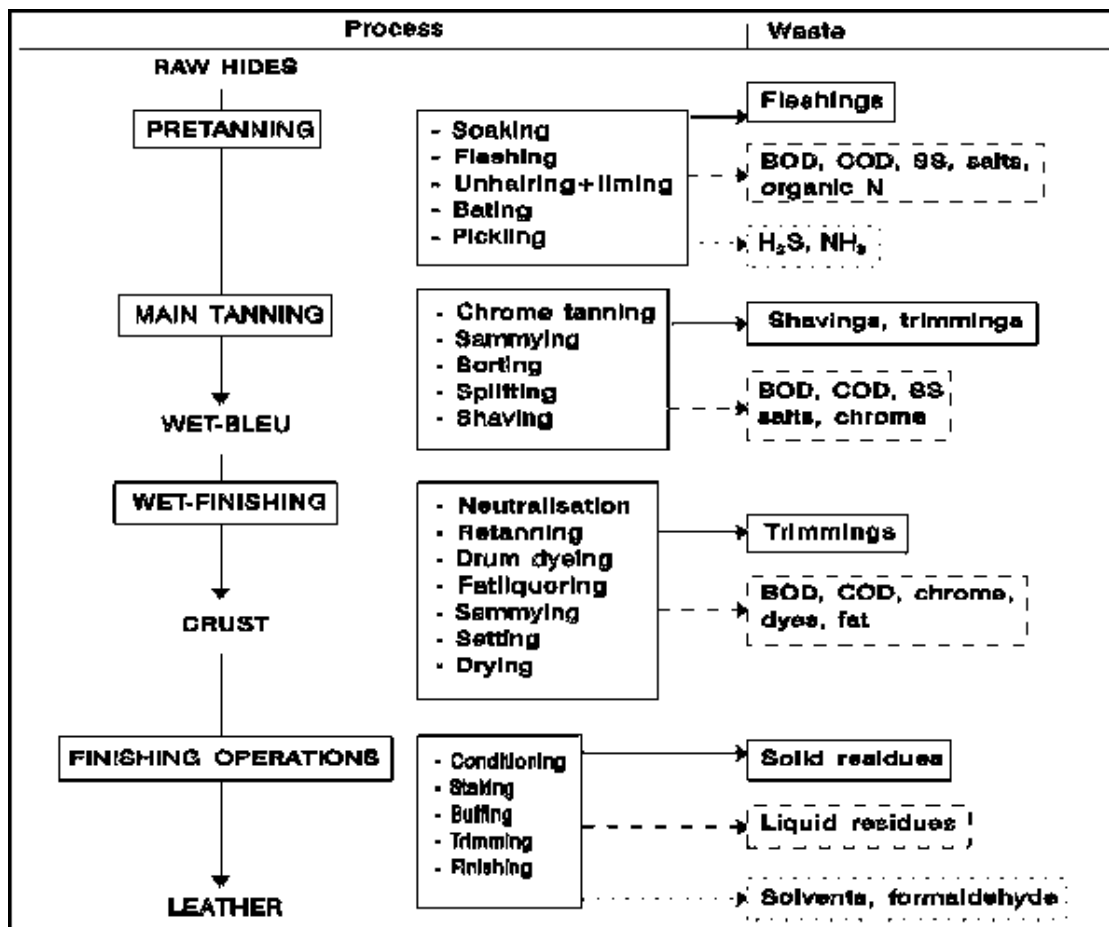 Process Waste
RAW HIDES
PRETANNING
- Soaking
- Fleshing
- Unhairing+liming
- Bating
- Pickling
Fleshings
BOD, COD, SS, salts,
organic N
H₂S, NH₃
MAIN TANNING
- Chrome tanning
- Sammying
- Sorting
- Splitting
- Shaving
Shavings, trimmings
BOD, COD, SS
salts, chrome
WET-BLEU
WET-FINISHING
- Neutralisation
- Retanning
- Drum dyeing
- Fatliquoring
- Sammying
- Setting
- Drying
Trimmings
BOD, COD, chrome,
dyes, fat
CRUST
FINISHING OPERATIONS
- Conditioning
- Staking
- Buffing
- Trimming
- Finishing
Solid residues
Liquid residues
Solvents, formaldehyde
LEATHER